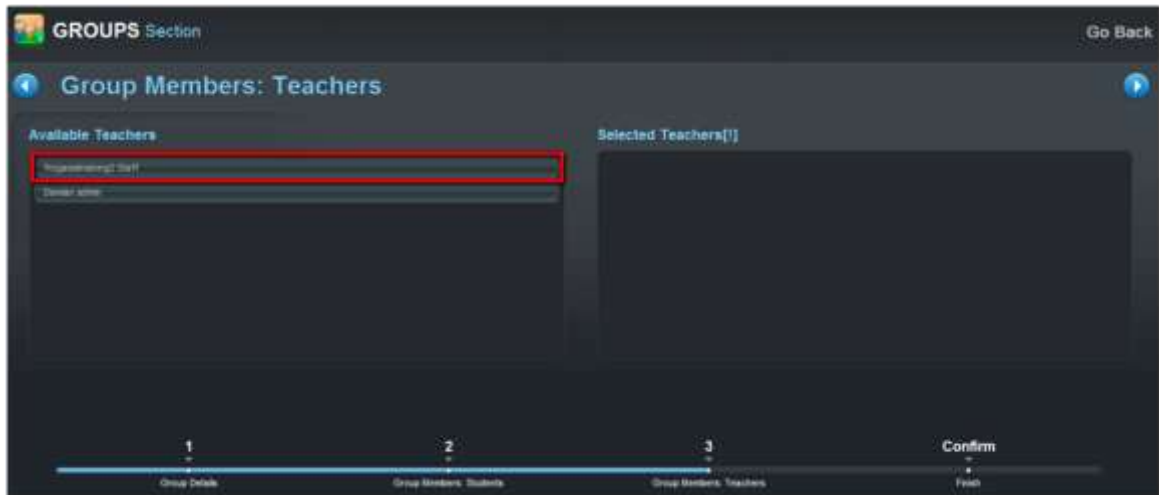 GROUPS Section
Go Back
Group Members: Teachers
Available Teachers
Selected Teachers[!]
Staff
1
2
3
Confirm
Group Details
Group Members: Students
Group Members: Teachers
Finish